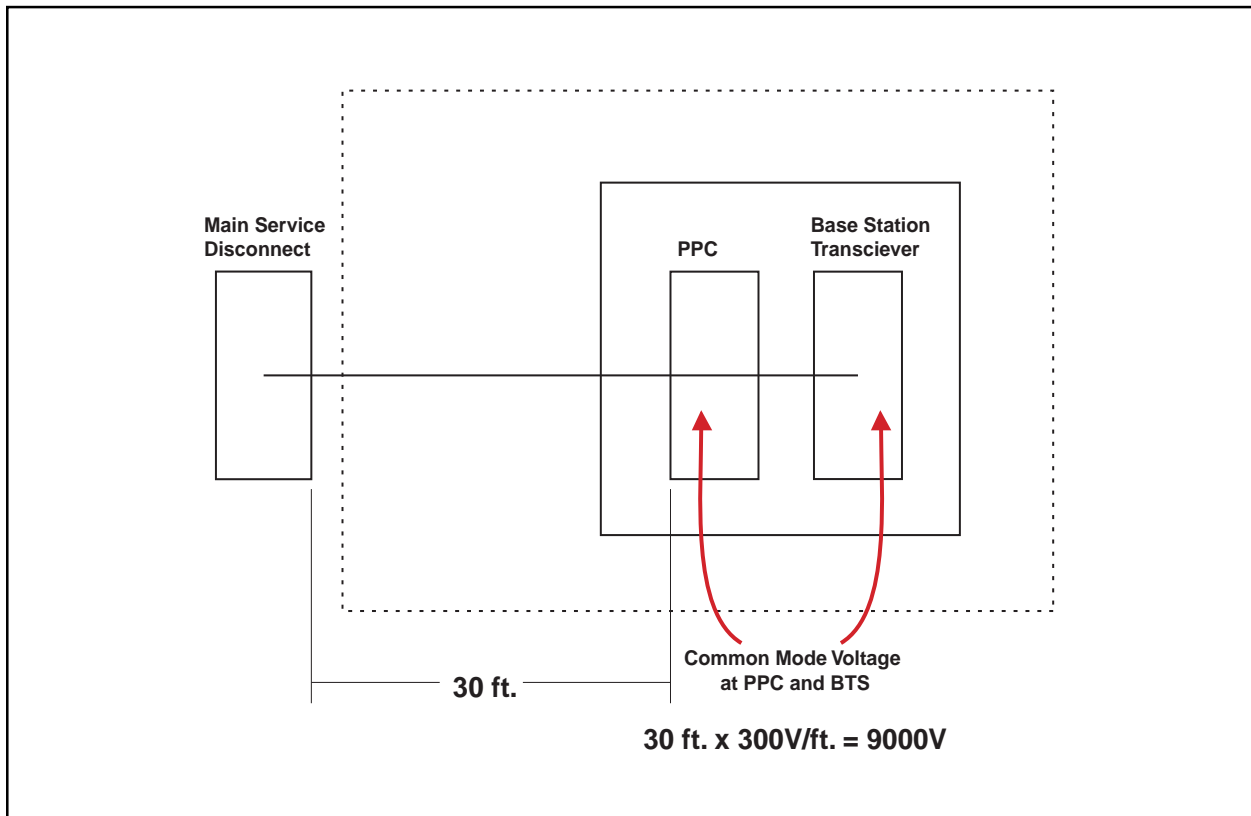 Main Service
Disconnect
PPC
Base Station
Transciever
Common Mode Voltage
at PPC and BTS
30 ft.
30 ft. x 300V/ft. = 9000V